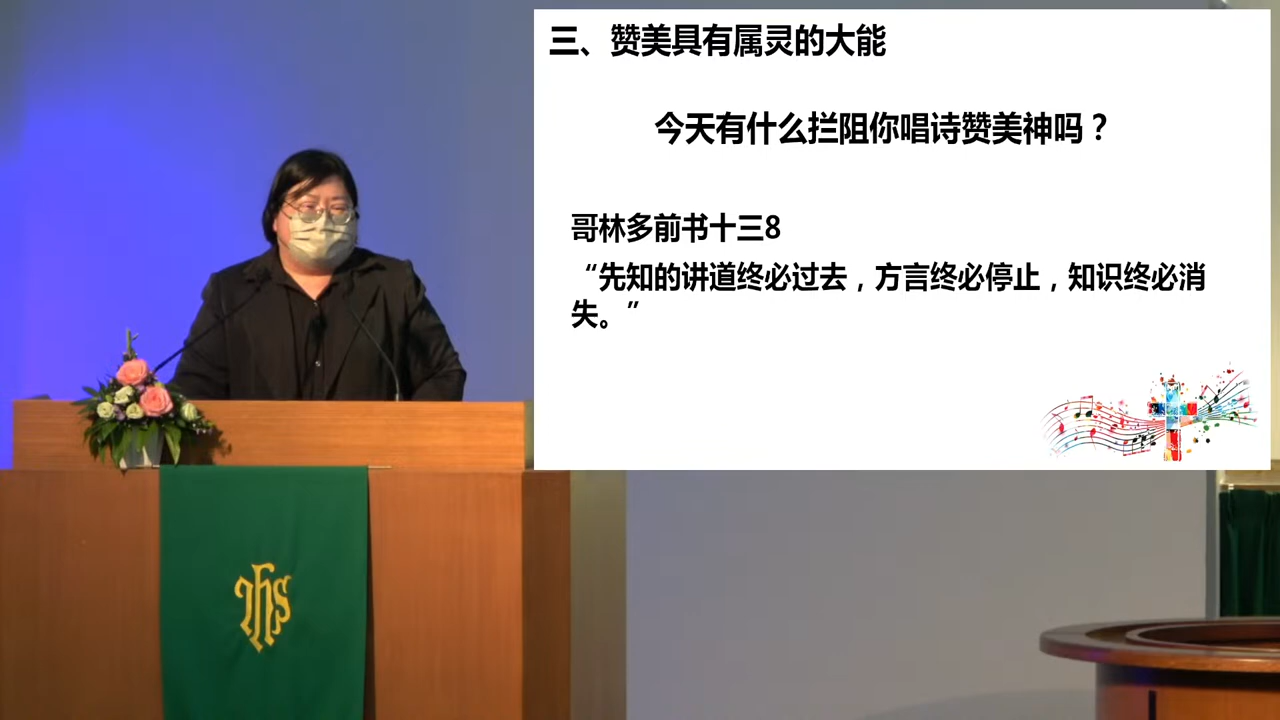 三、赞美具有属灵的大能
今天有什么拦阻你唱诗赞美神吗？
哥林多前书十三8
“先知的讲道终必过去，方言终必停止，知识终必消
失。”
IHS